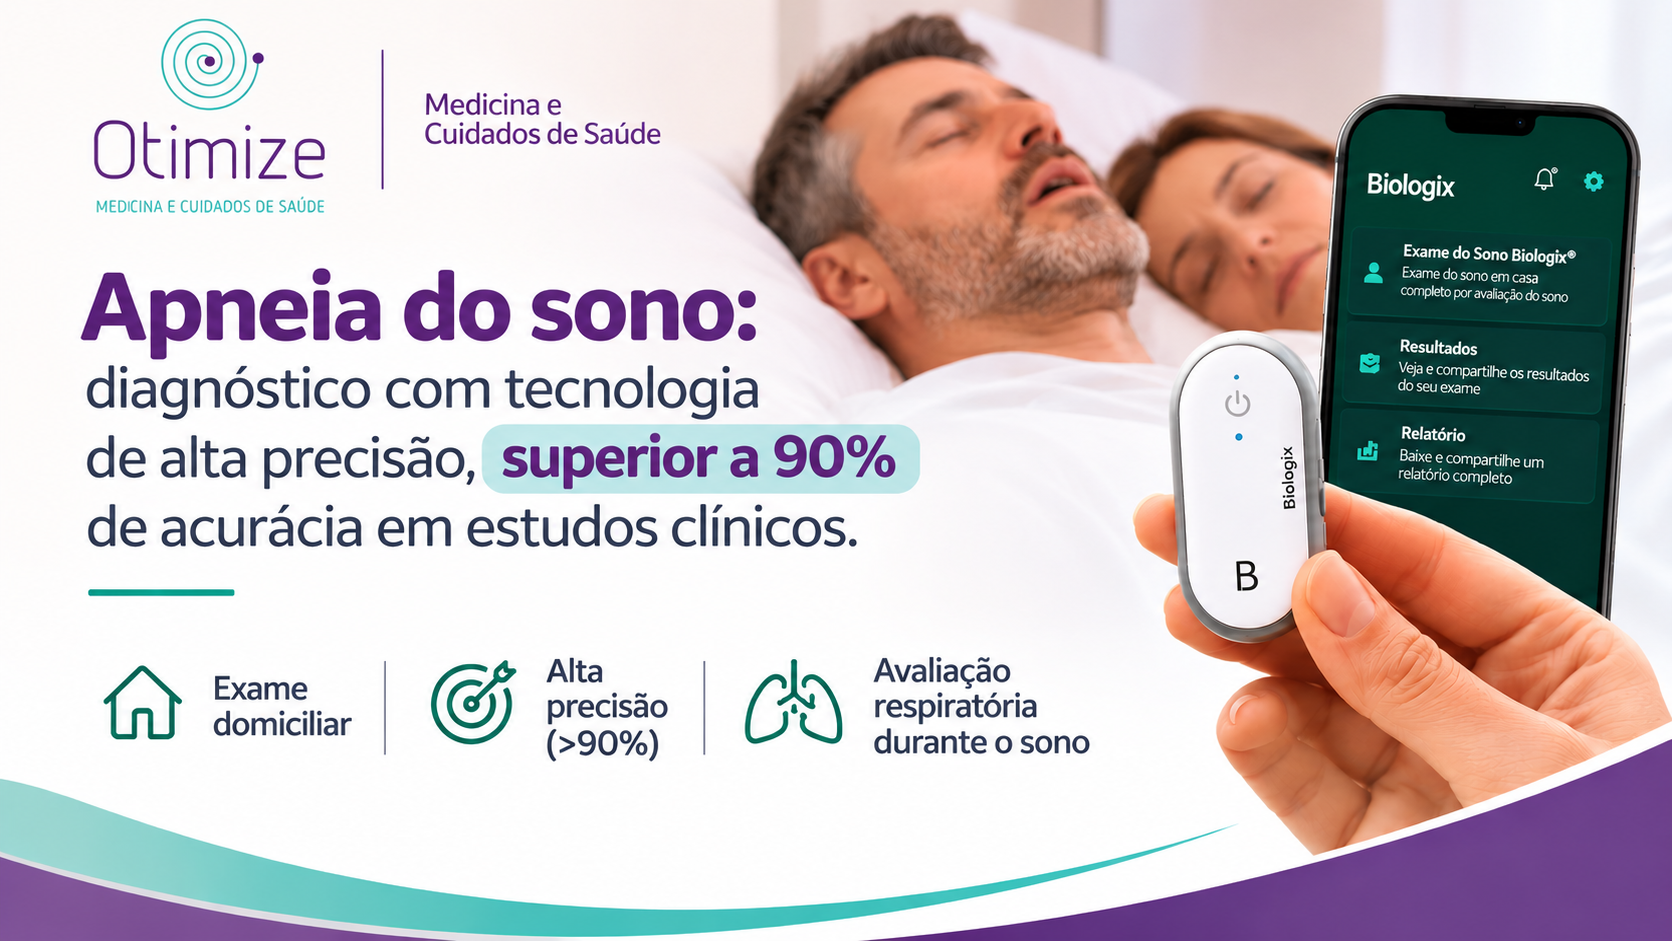 Otimize
MEDICINA E CUIDADOS DE SAÚDE
Medicina e
Cuidados de Saúde
Apneia do sono:
diagnóstico com tecnologia
de alta precisão, superior a 90%
de acurácia em estudos clínicos.
Exame
domiciliar
Alta
precisão
(>90%)
Avaliação
respiratória
durante o sono
Biologix
B
Biologix
Exame do Sono Biologix®
Exame do sono em casa
completo por avaliação do sono
Resultados
Veja e compartilhe os resultados
do seu exame
Relatório
Baixe e compartilhe um
relatório completo